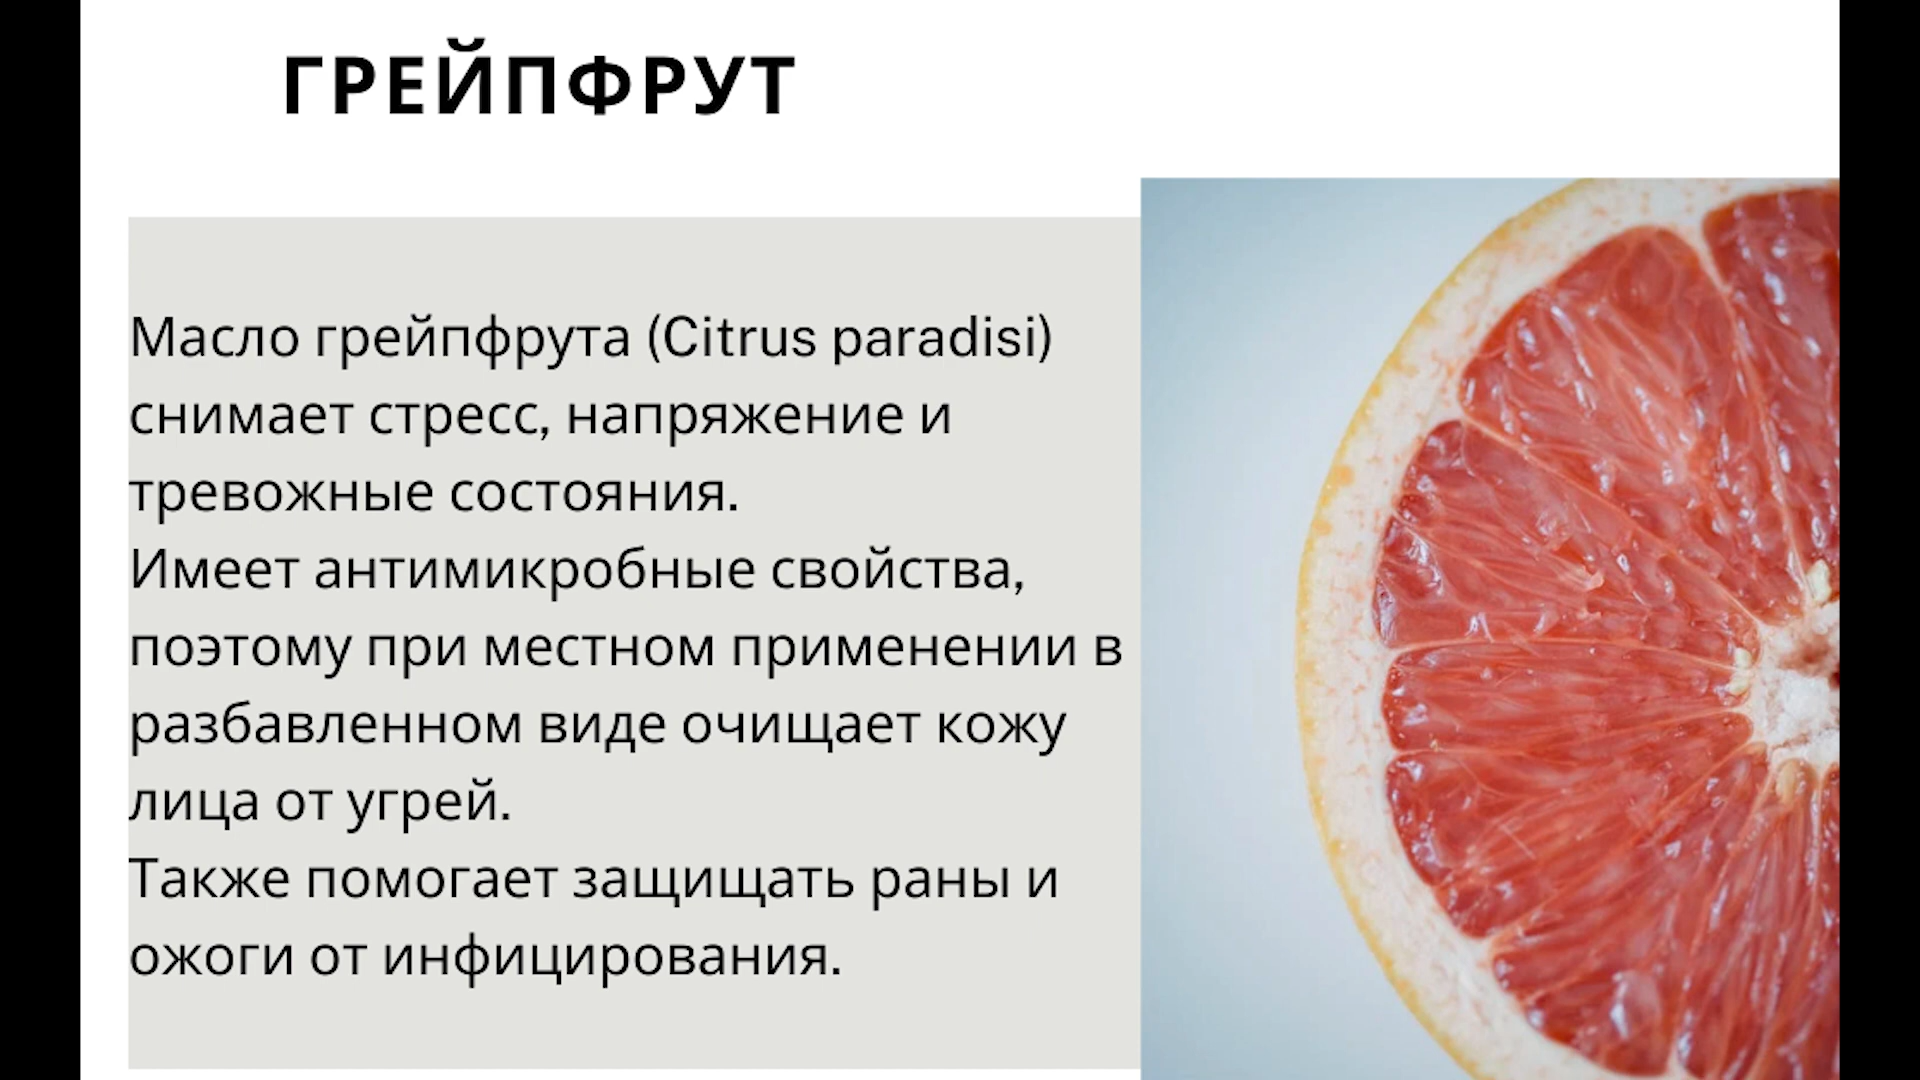 ГРЕЙПФРУТ
Масло грейпфрута (Citrus paradisi)
снимает стресс, напряжение и
тревожные состояния.
Имеет антимикробные свойства,
поэтому при местном применении в
разбавленном виде очищает кожу
лица от угрей.
Также помогает защищать раны и
ожоги от инфицирования.